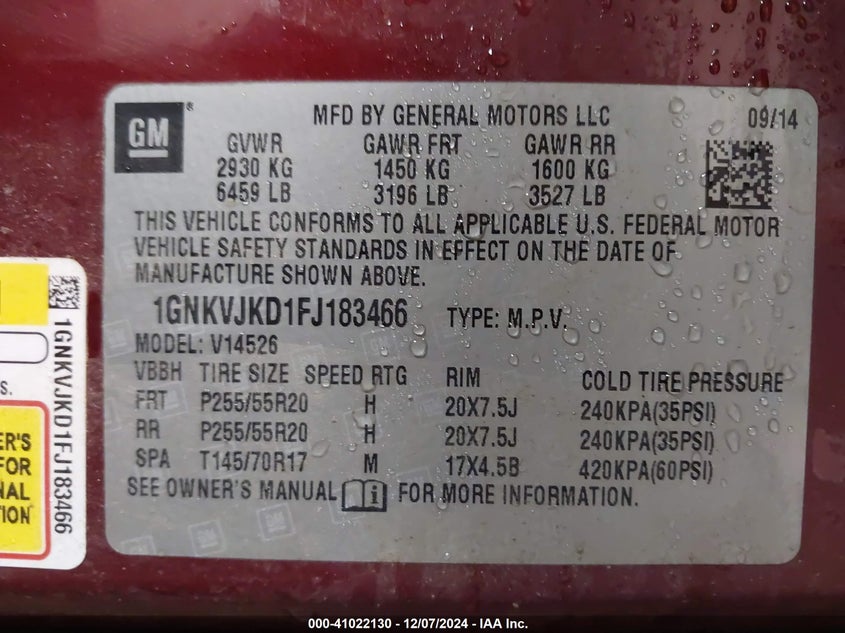 GM ® MFD BY GENERAL MOTORS LLC 09/14
GVWR GAWR FRT GAWR RR
2930 KG 1450 KG 1600 KG
6459 LB 3196 LB 3527 LB
THIS VEHICLE CONFORMS TO ALL APPLICABLE U.S. FEDERAL MOTOR
VEHICLE SAFETY STANDARDS IN EFFECT ON THE DATE OF
MANUFACTURE SHOWN ABOVE.
1GNKVJKD1FJ183466 TYPE: M.P.V.
MODEL: V14526
VBBH TIRE SIZE SPEED RTG RIM COLD TIRE PRESSURE
FRT P255/55R20 H 20X7.5J 240KPA(35PSI)
RR P255/55R20 H 20X7.5J 240KPA(35PSI)
SPA T145/70R17 M 17X4.5B 420KPA(60PSI)
SEE OWNER'S MANUAL i FOR MORE INFORMATION.
1GNKVJKD1FJ183466
FOR
000-41022130 - 12/07/2024 - IAA Inc.